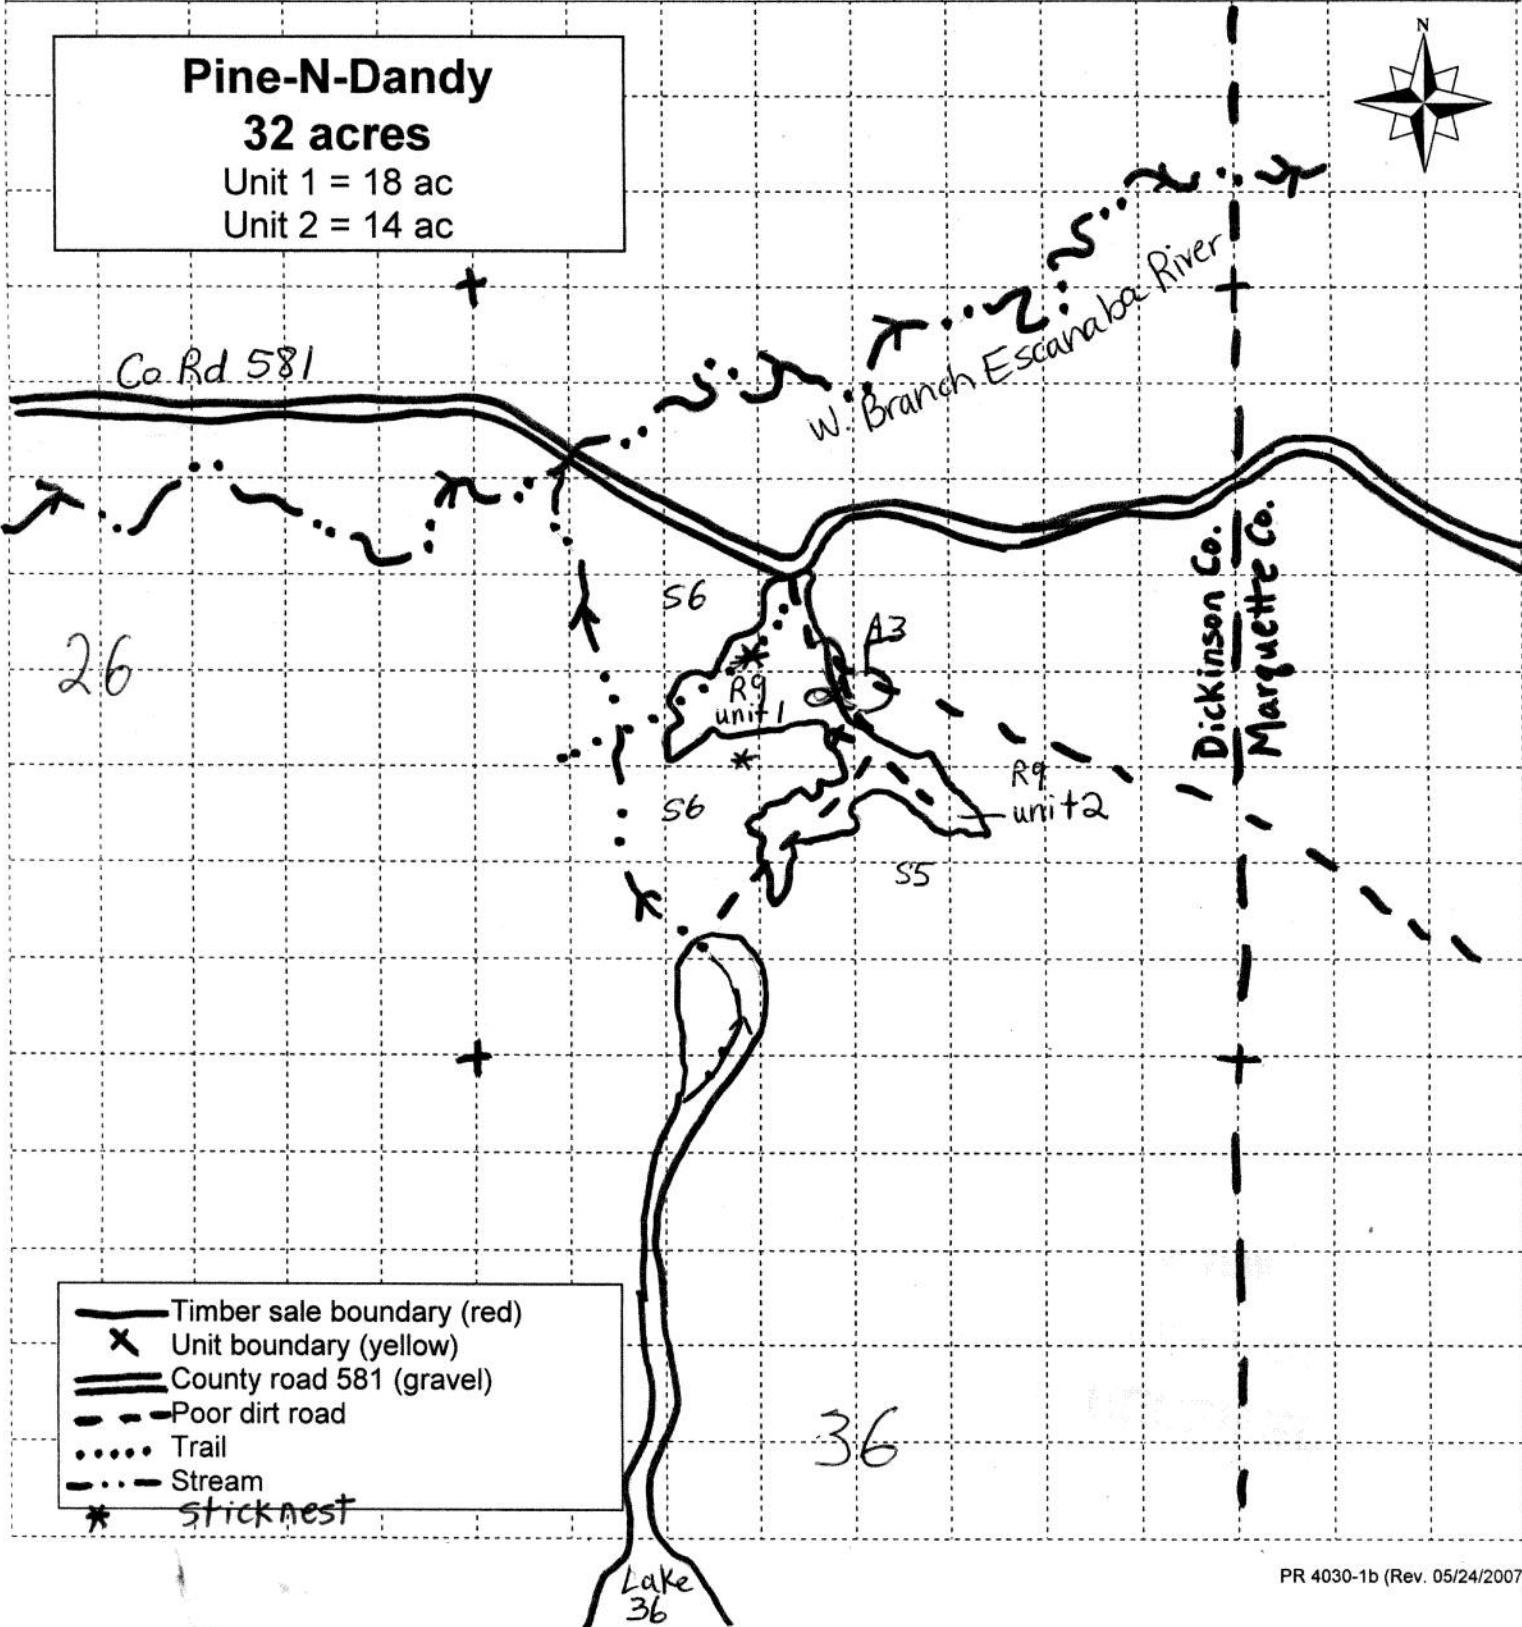 Pine-N-Dandy
32 acres
Unit 1 = 18 ac
Unit 2 = 14 ac
N
W. Branch Escanaba River
Co Rd 581
Dickinson Co.
Marquette Co.
S6
A3
26
R9
unit 1
R9
unit 2
S6
S5
Timber sale boundary (red)
Unit boundary (yellow)
County road 581 (gravel)
Poor dirt road
Trail
Stream
sticknest
36
Lake
36
PR 4030-1b (Rev. 05/24/2007